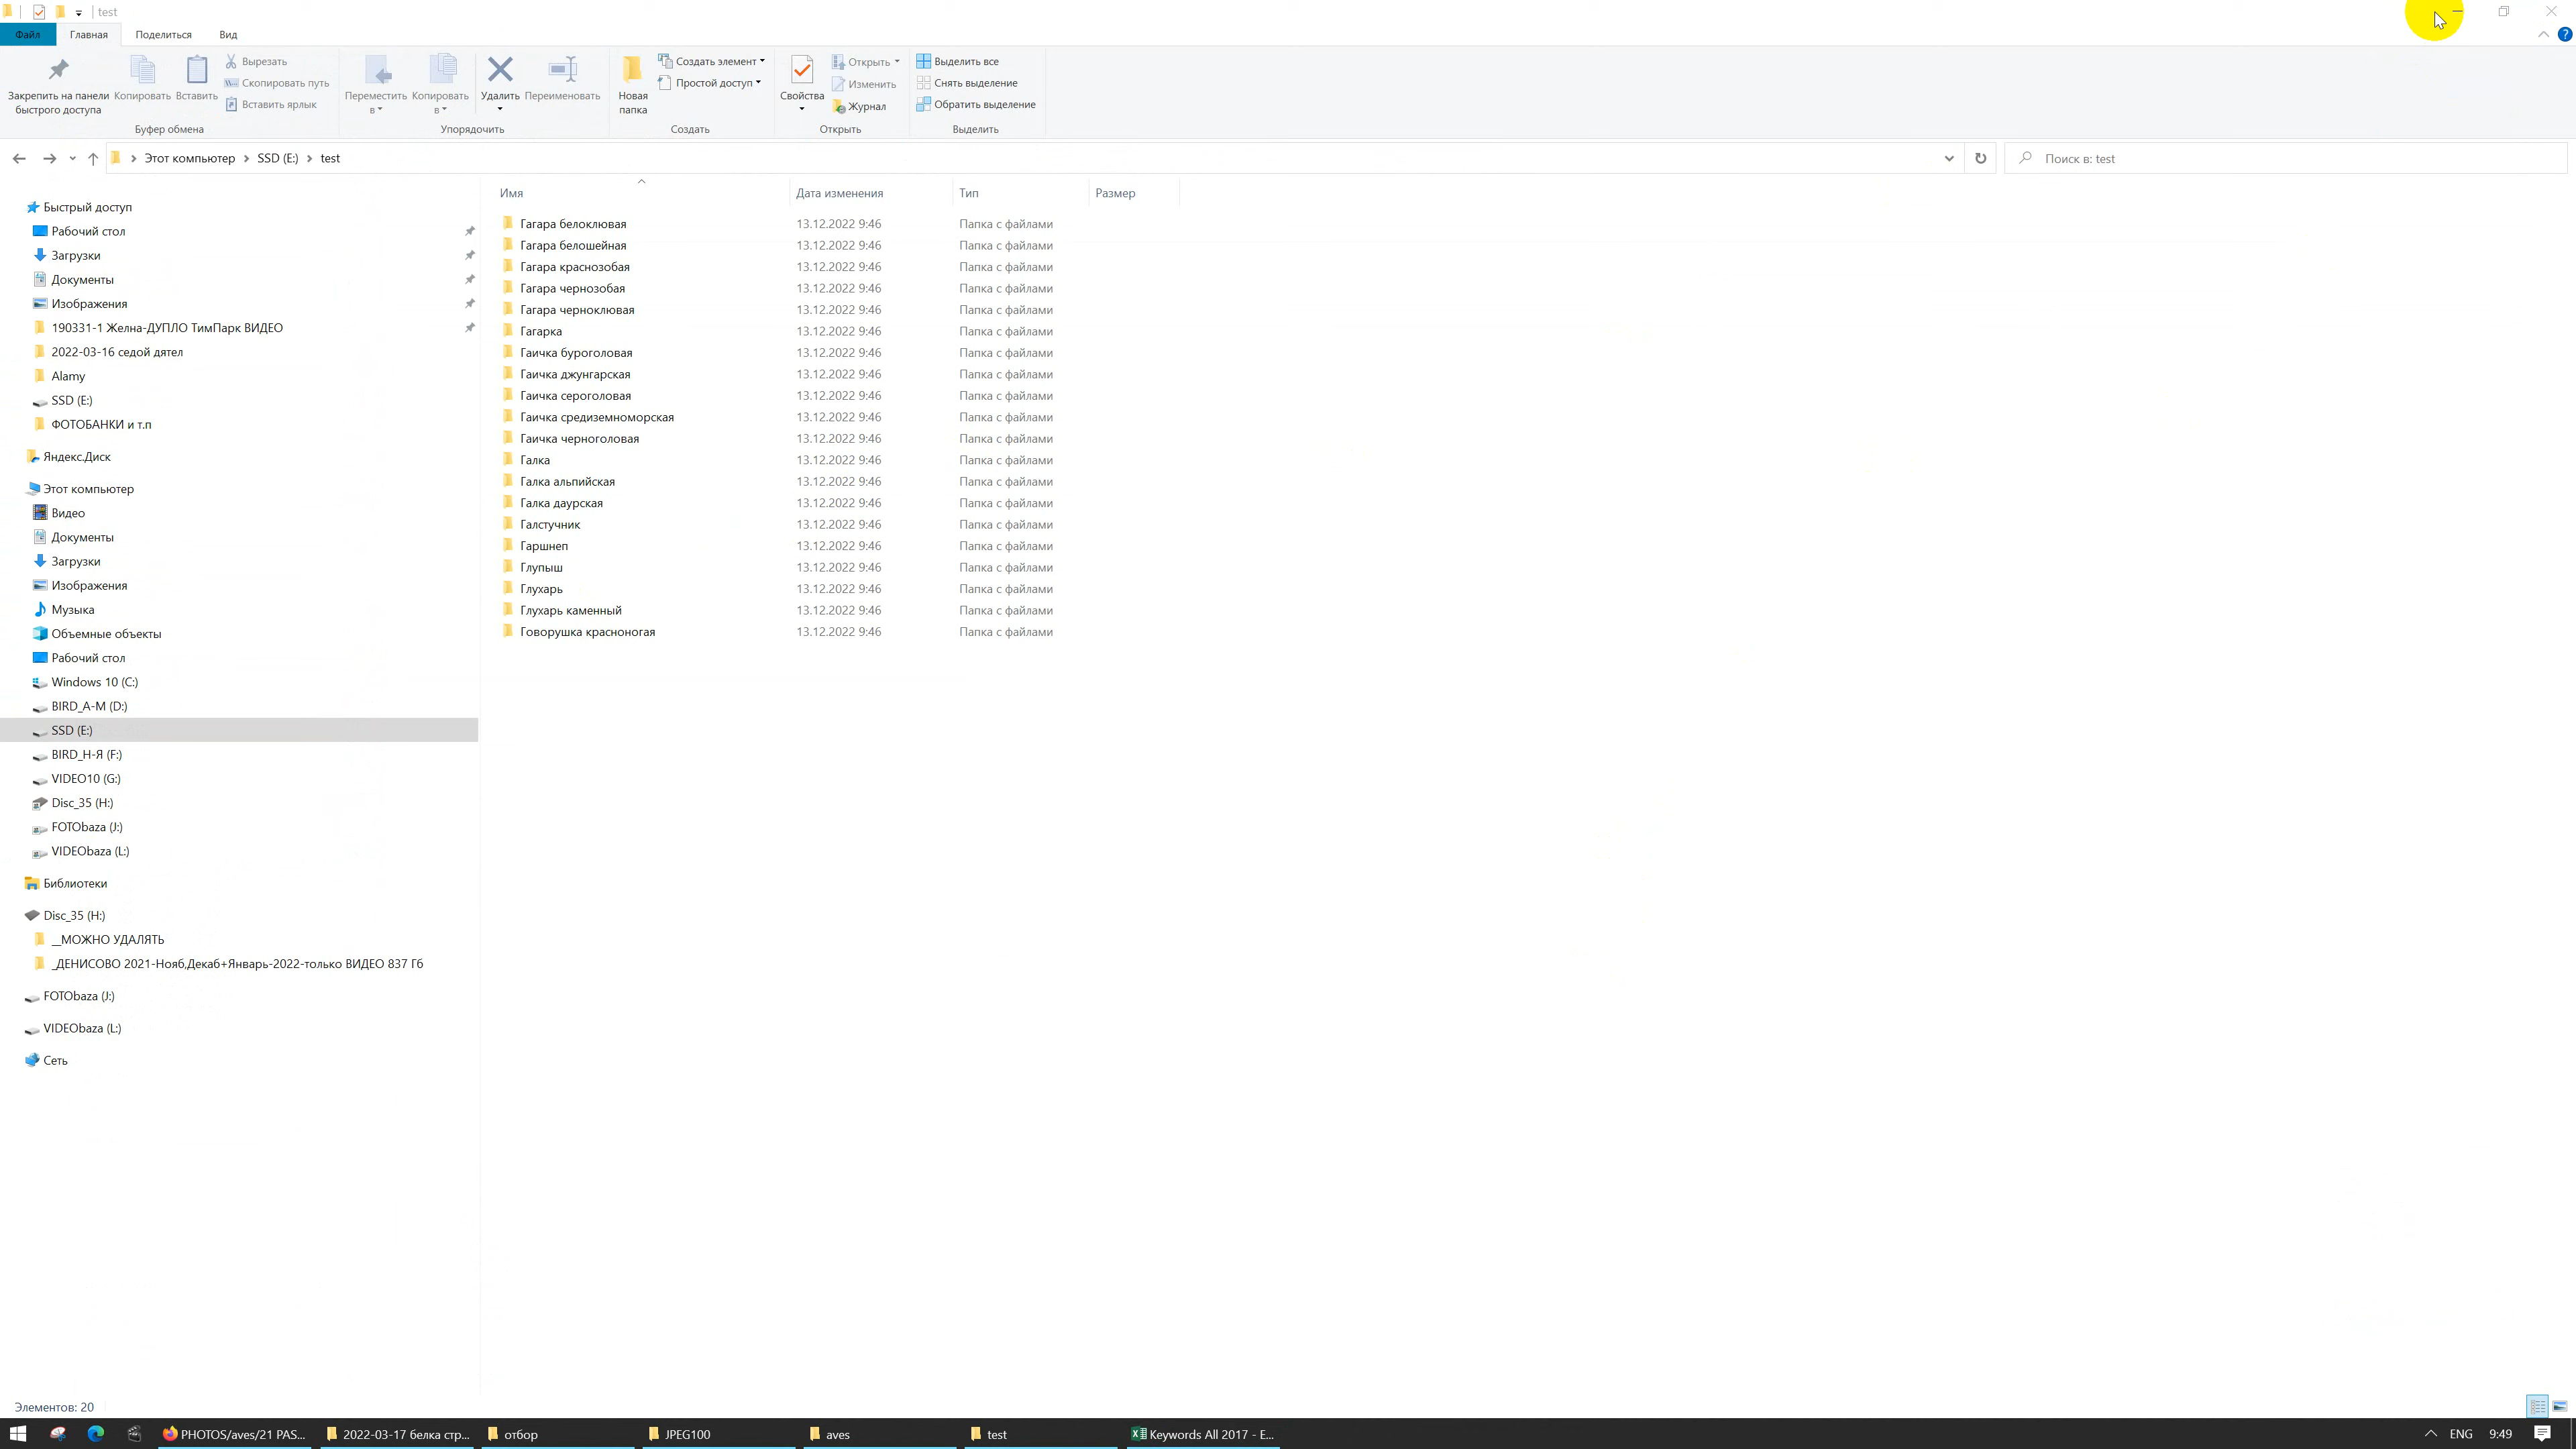 test
Файл Главная Поделиться Вид
Закрепить на панели быстрого доступа
Копировать
Вставить
Вырезать
Скопировать путь
Вставить ярлык
Буфер обмена
Переместить в
Копировать в
Удалить
Переименовать
Упорядочить
Новая папка
Создать элемент
Простой доступ
Создать
Свойства
Открыть
Изменить
Журнал
Открыть
Выделить все
Снять выделение
Обратить выделение
Выделить
Этот компьютер SSD (E:) test
Поиск в: test
Быстрый доступ
Рабочий стол
Загрузки
Документы
Изображения
190331-1 Желна-ДУПЛО ТимПарк ВИДЕО
2022-03-16 седой дятел
Alamy
SSD (E:)
ФОТОБАНКИ и т.п
Яндекс.Диск
Этот компьютер
Видео
Документы
Загрузки
Изображения
Музыка
Объемные объекты
Рабочий стол
Windows 10 (C:)
BIRD_A-M (D:)
SSD (E:)
BIRD_Н-Я (F:)
VIDEO10 (G:)
Disc_35 (H:)
FOTObaza (J:)
VIDEObaza (L:)
Библиотеки
Disc_35 (H:)
__МОЖНО УДАЛЯТЬ
_ДЕНИСОВО 2021-Нояб,Декаб+Январь-2022-только ВИДЕО 837 Гб
FOTObaza (J:)
VIDEObaza (L:)
Сеть
Имя Дата изменения Тип Размер
Гагара белоклювая 13.12.2022 9:46 Папка с файлами
Гагара белошейная 13.12.2022 9:46 Папка с файлами
Гагара краснозобая 13.12.2022 9:46 Папка с файлами
Гагара чернозобая 13.12.2022 9:46 Папка с файлами
Гагара черноклювая 13.12.2022 9:46 Папка с файлами
Гагарка 13.12.2022 9:46 Папка с файлами
Гаичка буроголовая 13.12.2022 9:46 Папка с файлами
Гаичка джунгарская 13.12.2022 9:46 Папка с файлами
Гаичка сероголовая 13.12.2022 9:46 Папка с файлами
Гаичка средиземноморская 13.12.2022 9:46 Папка с файлами
Гаичка черноголовая 13.12.2022 9:46 Папка с файлами
Галка 13.12.2022 9:46 Папка с файлами
Галка альпийская 13.12.2022 9:46 Папка с файлами
Галка даурская 13.12.2022 9:46 Папка с файлами
Галстучник 13.12.2022 9:46 Папка с файлами
Гаршнеп 13.12.2022 9:46 Папка с файлами
Глупыш 13.12.2022 9:46 Папка с файлами
Глухарь 13.12.2022 9:46 Папка с файлами
Глухарь каменный 13.12.2022 9:46 Папка с файлами
Говорушка красноногая 13.12.2022 9:46 Папка с файлами
Элементов: 20
PHOTOS/aves/21 PAS... 2022-03-17 белка стр... отбор JPEG100 aves test Keywords All 2017 - E... ENG 9:49